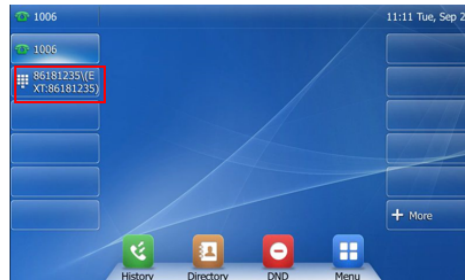 1006
11:11 Tue, Sep 2
1006
86181235\(E
XT:86181235)
+ More
History
Directory
DND
Menu